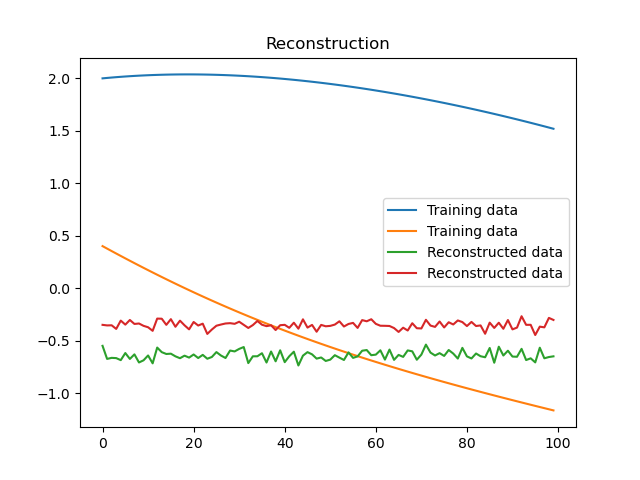 Reconstruction
2.0
1.5
1.0
0.5
0.0
−0.5
−1.0
Training data
Training data
Reconstructed data
Reconstructed data
0 20 40 60 80 100